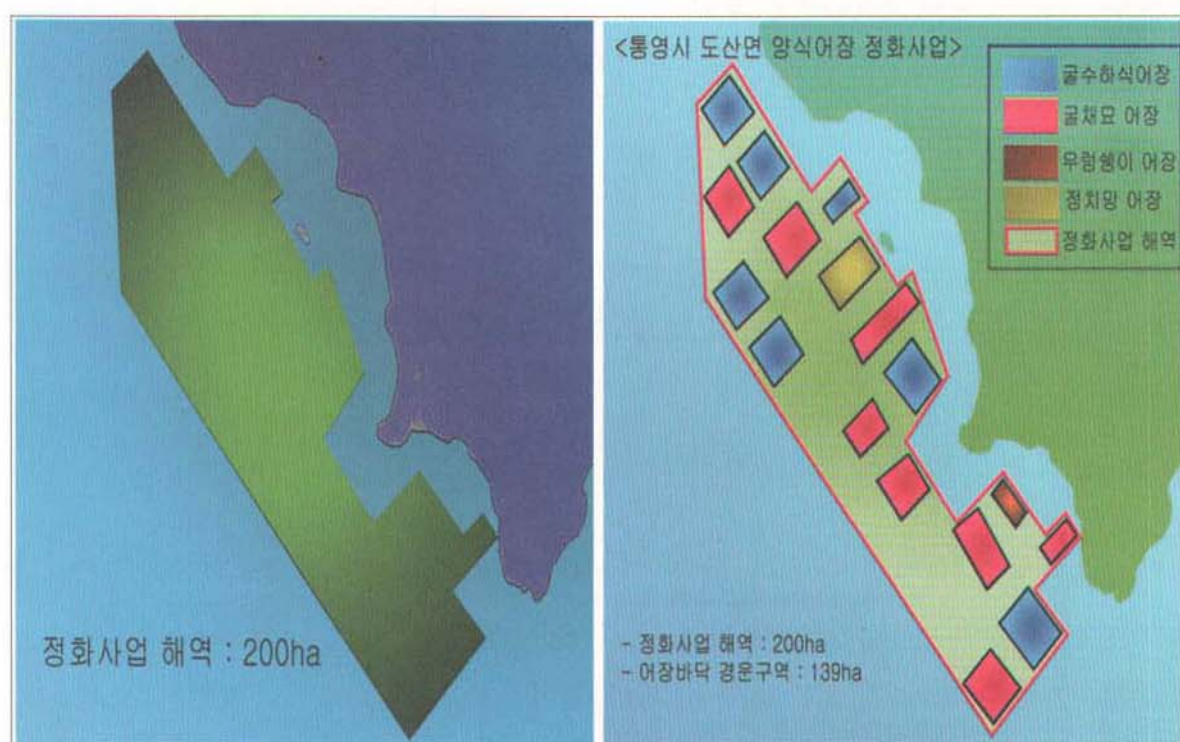 정화사업 해역 : 200ha
<통영시 도산면 양식어장 정화사업>
굴수하식어장
굴채묘 어장
우렁쉥이 어장
정치망 어장
정화사업 해역
- 정화사업 해역 : 200ha
- 어장바닥 경운구역 : 139ha